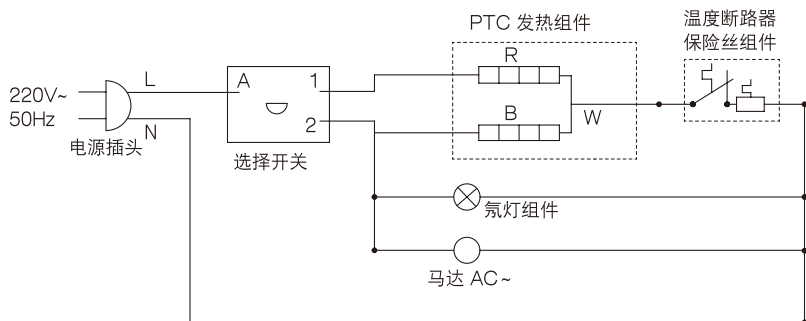 PTC 发热组件
温度断路器
保险丝组件
R
L
A
1
220V~
50Hz
2
B
W
N
电源插头
选择开关
氖灯组件
马达 AC~